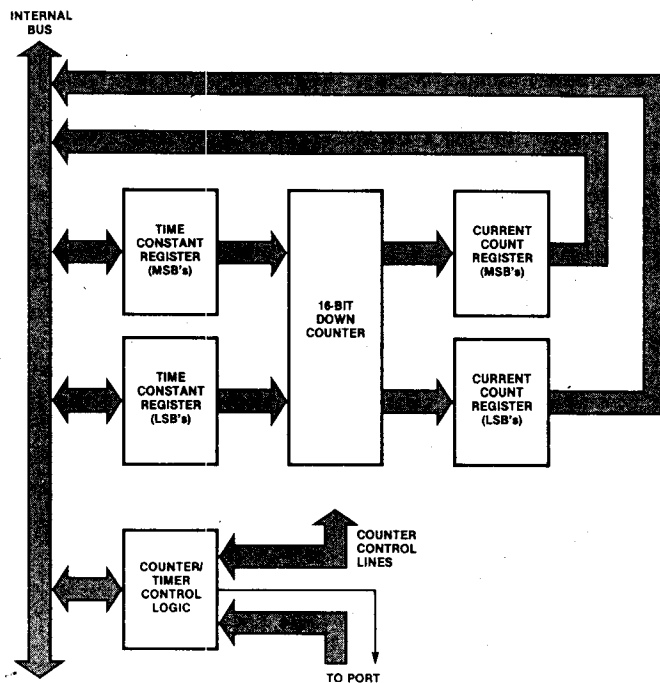 INTERNAL
BUS
TIME
CONSTANT
REGISTER
(MSB's)
16-BIT
DOWN
COUNTER
CURRENT
COUNT
REGISTER
(MSB's)
TIME
CONSTANT
REGISTER
(LSB's)
CURRENT
COUNT
REGISTER
(LSB's)
COUNTER/
TIMER
CONTROL
LOGIC
COUNTER
CONTROL
LINES
TO PORT